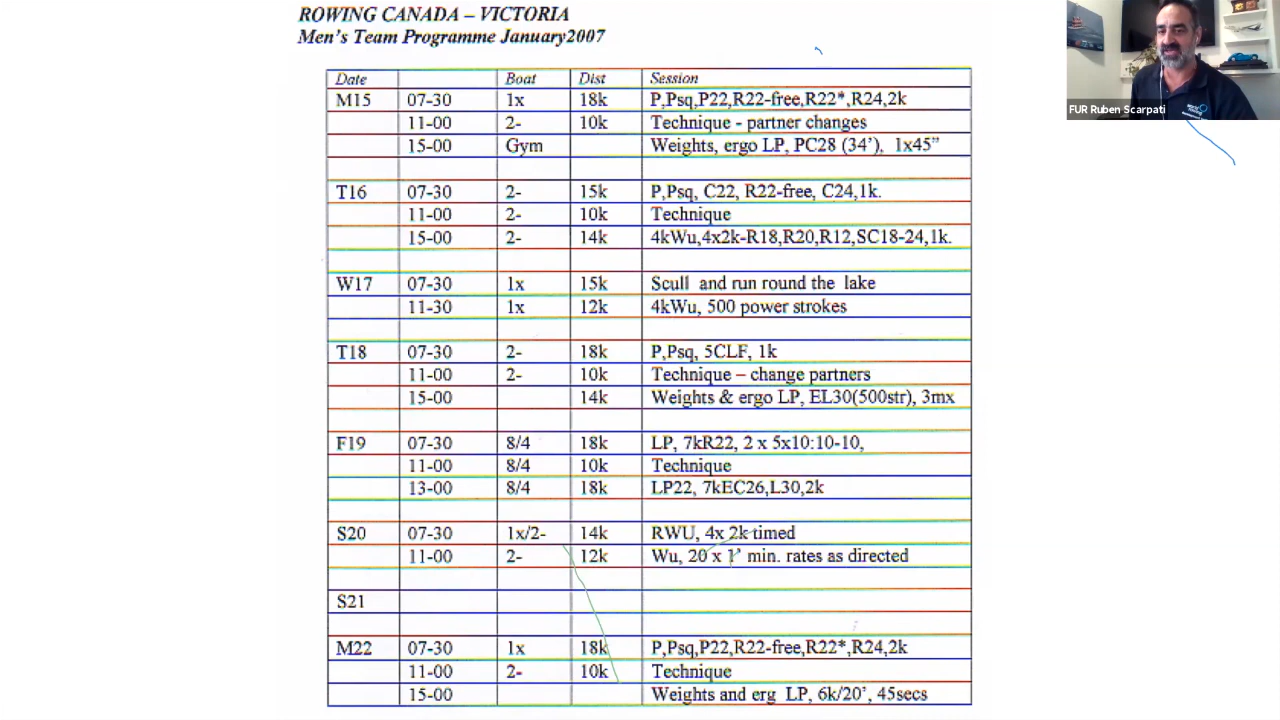 ROWING CANADA – VICTORIA
Men's Team Programme January2007
Date Boat Dist Session
M15 07-30 1x 18k P,Psq,P22,R22-free,R22*,R24,2k
11-00 2- 10k Technique - partner changes
15-00 Gym Weights, ergo LP, PC28 (34'), 1x45"
T16 07-30 2- 15k P,Psq, C22, R22-free, C24,1k.
11-00 2- 10k Technique
15-00 2- 14k 4kWu,4x2k-R18,R20,R12,SC18-24,1k.
W17 07-30 1x 15k Scull and run round the lake
11-30 1x 12k 4kWu, 500 power strokes
T18 07-30 2- 18k P,Psq, 5CLF, 1k
11-00 2- 10k Technique – change partners
15-00 14k Weights & ergo LP, EL30(500str), 3mx
F19 07-30 8/4 18k LP, 7kR22, 2 x 5x10:10-10,
11-00 8/4 10k Technique
13-00 8/4 18k LP22, 7kEC26,L30,2k
S20 07-30 1x/2- 14k RWU, 4x 2k timed
11-00 2- 12k Wu, 20 x 1' min. rates as directed
S21
M22 07-30 1x 18k P,Psq,P22,R22-free,R22*,R24,2k
11-00 2- 10k Technique
15-00 Weights and erg LP, 6k/20', 45secs
FUR Ruben Scarpati